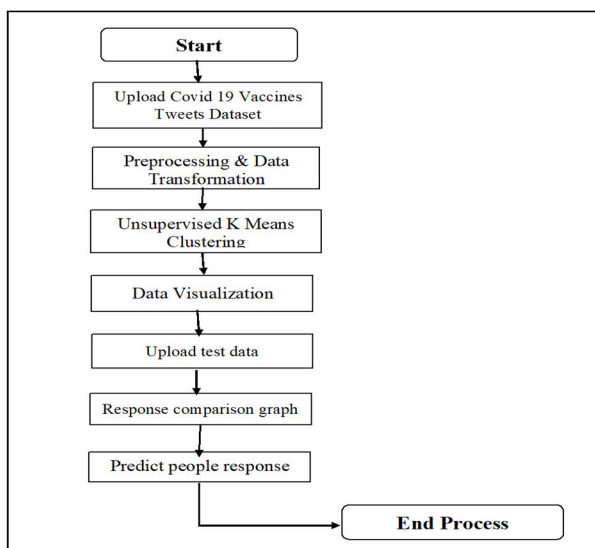 Start
Upload Covid 19 Vaccines
Tweets Dataset
Preprocessing & Data
Transformation
Unsupervised K Means
Clustering
Data Visualization
Upload test data
Response comparison graph
Predict people response
End Process